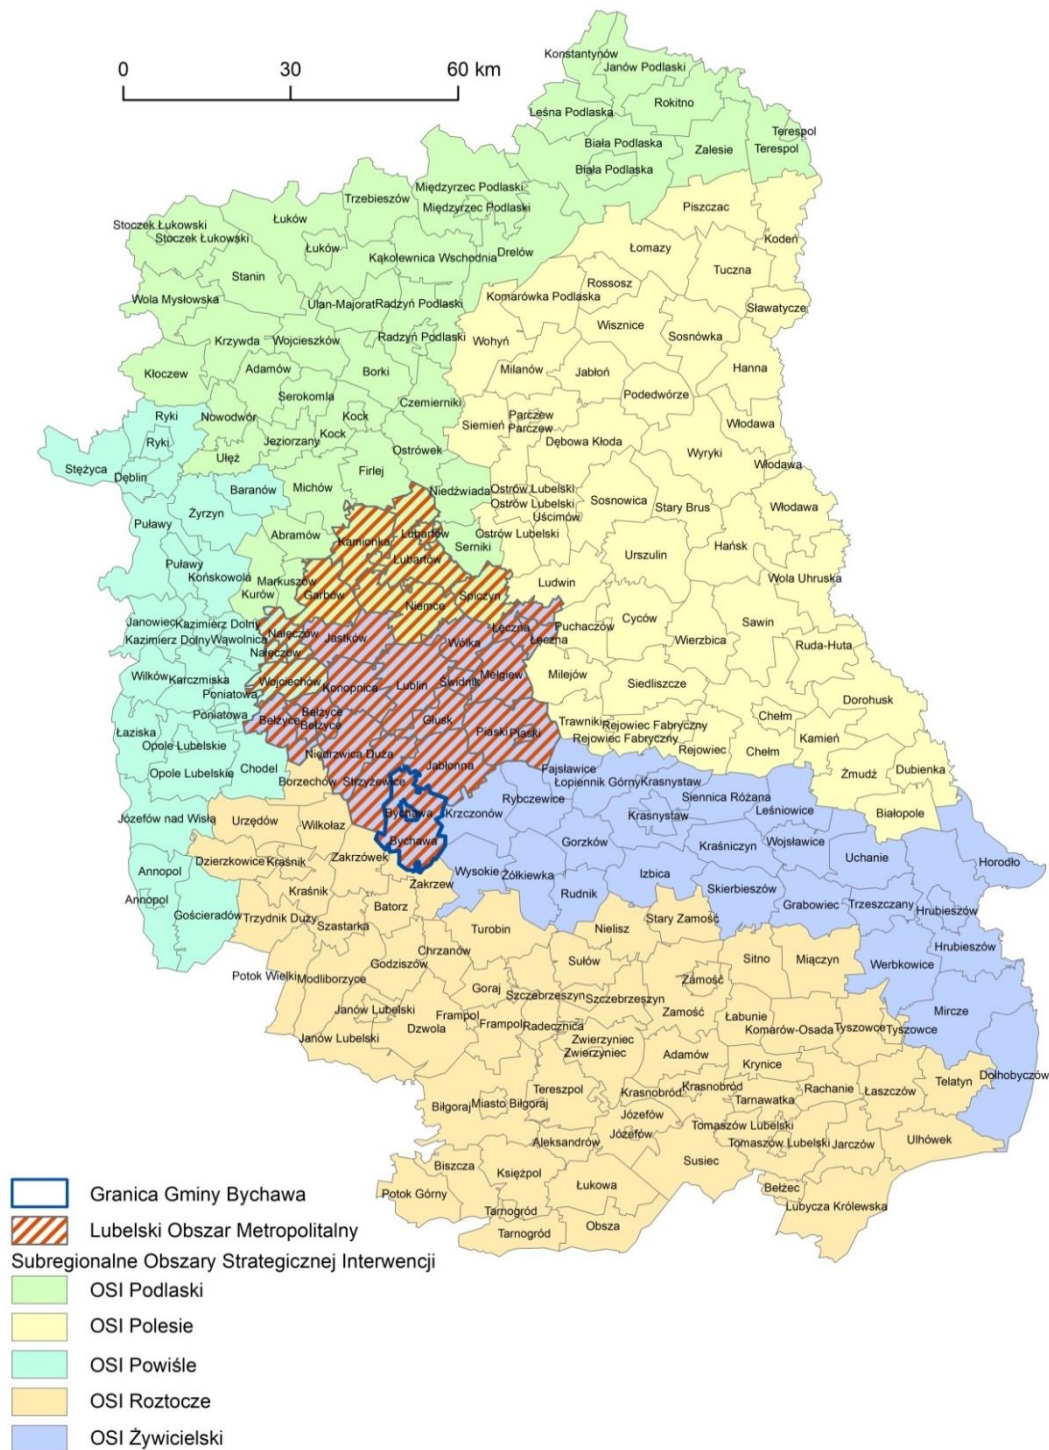 0 30 60 km
Konstantynów
Janów Podlaski
Rokitno
Leśna Podlaska
Terespol
Biała Podlaska
Zalesie
Terespol
Biała Podlaska
Międzyrzec Podlaski
Trzebieszów
Międzyrzec Podlaski
Piszczac
Łuków
Stoczek Łukowski
Stoczek Łukowski
Łuków
Kąkolewnica Wschodnia
Drelów
Łomazy
Kodeń
Stanin
Tuczna
Rossosz
Wola Mysłowska
Ulan-Majorat
Radzyń Podlaski
Komarówka Podlaska
Sławatycze
Wisznice
Krzywda
Wojcieszków
Radzyń Podlaski
Wohyń
Sosnówka
Kłoczew
Adamów
Borki
Milanów
Jabłoń
Hanna
Serokomla
Czemierniki
Podedwórze
Ryki
Nowodwór
Kock
Parczew
Siemień
Parczew
Włodawa
Ryki
Jeziorzany
Kock
Dębowa Kłoda
Ostrówek
Wyryki
Stężyca
Ułęż
Firlej
Włodawa
Dęblin
Baranów
Michów
Niedźwiada
Ostrów Lubelski
Sosnownica
Ostrów Lubelski
Stary Brus
Włodawa
Żyrzyn
Uścimów
Puławy
Abramów
Kamionka
Lubartów
Ostrów Lubelski
Serniki
Hańsk
Lubartów
Urszulin
Puławy
Końskowola
Markuszów
Ludwin
Wola Uhruska
Kurów
Garbów
Niemce
Spiczyn
Janowiec
Kazimierz Dolny
Nałęczów
Jastków
Łęczna
Puchaczów
Cyców
Sawin
Kazimierz Dolny
Wąwolnica
Łęczna
Wierzbica
Nałęczów
Wólka
Ruda-Huta
Wilków
Karczmiska
Wojciechów
Konopnica
Lublin
Świdnik
Mełgiew
Milejów
Siedliszcze
Poniatowa
Dorohusk
Poniatowa
Bełżyce
Bełżyce
Bełżyce
Głusk
Trawniki
Rejowiec Fabryczny
Chełm
Łaziska
Piaski
Piaski
Rejowiec Fabryczny
Kamień
Opole Lubelskie
Niedrzwica Duża
Rejowiec
Chełm
Opole Lubelskie
Chodel
Jabłonna
Fajsławice
Dubienka
Borzechów
Strzyżewice
Łopiennik Górny
Krasnystaw
Żmudź
Rybczewice
Siennica Różana
Józefów nad Wisłą
Urzędów
Bychawa
Krzczonów
Krasnystaw
Leśniowice
Białopole
Wilkołaz
Bychawa
Gorzków
Kraśniczyn
Wojsławice
Dzierzkowice
Kraśnik
Zakrzówek
Uchanie
Horodło
Annopol
Wysokie
Żółkiewka
Izbica
Kraśnik
Zakrzew
Rudnik
Skierbieszów
Annopol
Batorz
Grabowiec
Trzeszczany
Hrubieszów
Gościeradów
Trzydnik Duży
Szastarka
Turobin
Nielisz
Stary Zamość
Chrzanów
Hrubieszów
Godziszów
Sułów
Sitno
Miączyn
Werbkowice
Potok Wielki
Modliborzyce
Goraj
Szczebrzeszyn
Szczebrzeszyn
Zamość
Janów Lubelski
Frampol
Zamość
Łabunie
Mircze
Dzwola
Frampol
Radecznica
Komarów-Osada
Tyszowce
Tyszowce
Janów Lubelski
Zwierzyniec
Zwierzyniec
Adamów
Krynice
Dołhobyczów
Tereszpol
Krasnobród
Krasnobród
Rachanie
Łaszczów
Telatyn
Biłgoraj
Miasto Biłgoraj
Tarnawatka
Józefów
Tomaszów Lubelski
Aleksandrów
Józefów
Tomaszów Lubelski
Jarczów
Ulhówek
Biszcza
Księżpol
Susiec
Potok Górny
Łukowa
Bełżec
Tarnogród
Lubycza Królewska
Tarnogród
Obsza
Granica Gminy Bychawa
Lubelski Obszar Metropolitalny
Subregionalne Obszary Strategicznej Interwencji
OSI Podlaski
OSI Polesie
OSI Powiśle
OSI Roztocze
OSI Żywicielski